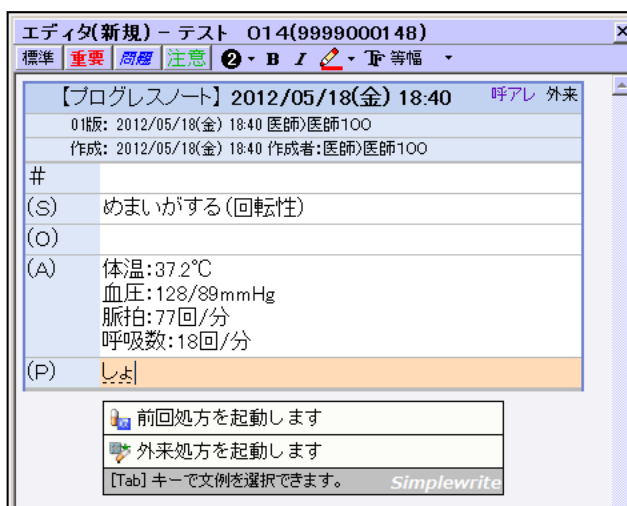 エディタ(新規) - テスト 014(9999000148)
標準 重要 問題 注意 ❷ B I Tr 等幅
【プログレスノート】 2012/05/18(金) 18:40 呼アレ 外来
01版: 2012/05/18(金) 18:40 医師>医師100
作成: 2012/05/18(金) 18:40 作成者:医師>医師100
#
(S) めまいがする(回転性)
(O)
(A) 体温:37.2℃
血圧:128/89mmHg
脈拍:77回/分
呼吸数:18回/分
(P) しょ
前回処方を起動します
外来処方を起動します
[Tab] キーで文例を選択できます。 Simplewrite